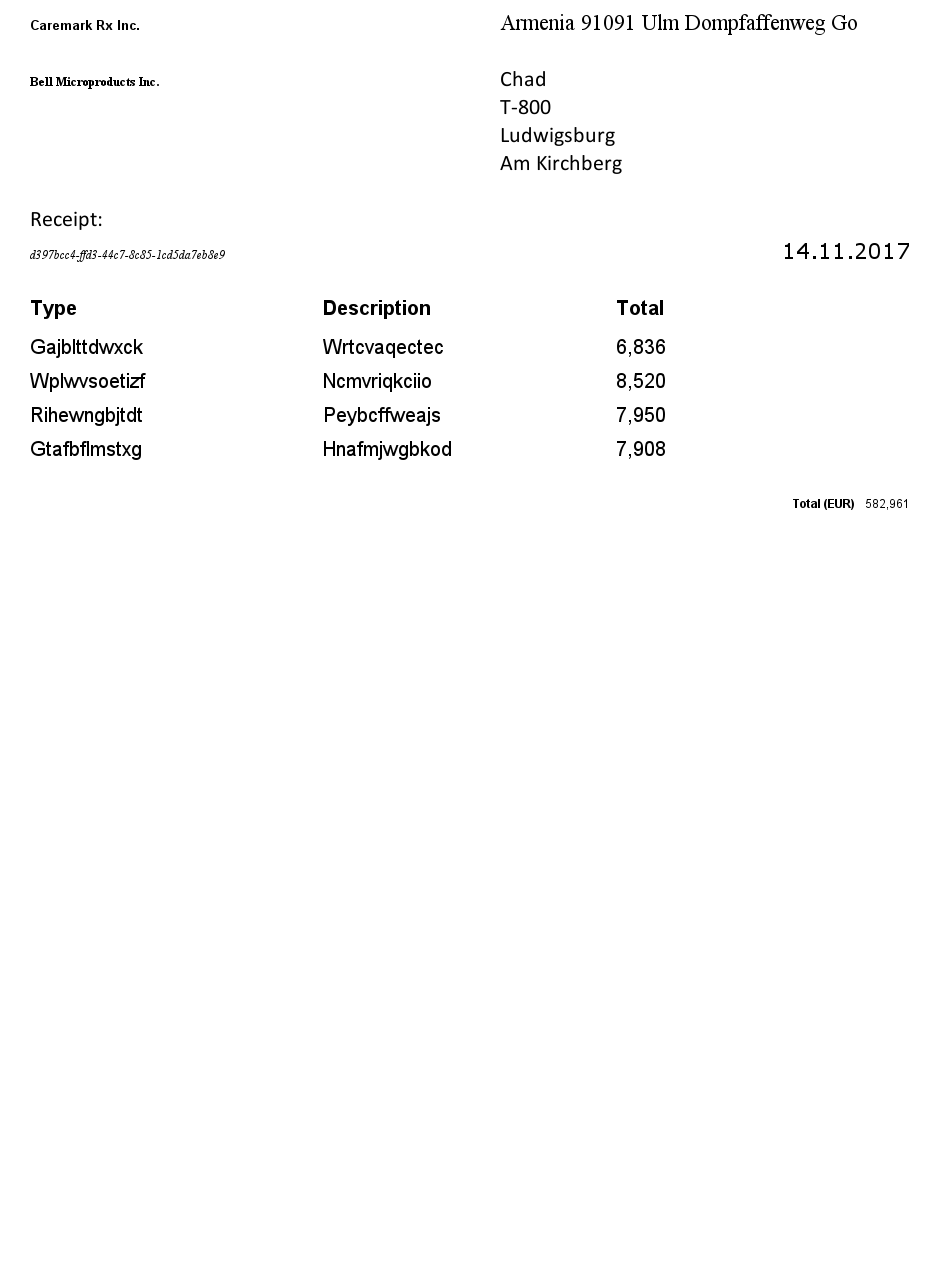 Caremark Rx Inc.
Armenia 91091 Ulm Dompfaffenweg Go
Bell Microproducts Inc.
Chad
T-800
Ludwigsburg
Am Kirchberg
Receipt:
d397bcc4-ffd3-44c7-8c85-1cd5da7eb8e9
14.11.2017
Type Description Total
Gajblttdwxck Wrtcvaqectec 6,836
Wplwvsoetizf Ncmvriqkciio 8,520
Rihewngbjtdt Peybcffweajs 7,950
Gtafbflmstxg Hnafmjwgbkod 7,908
Total (EUR) 582,961